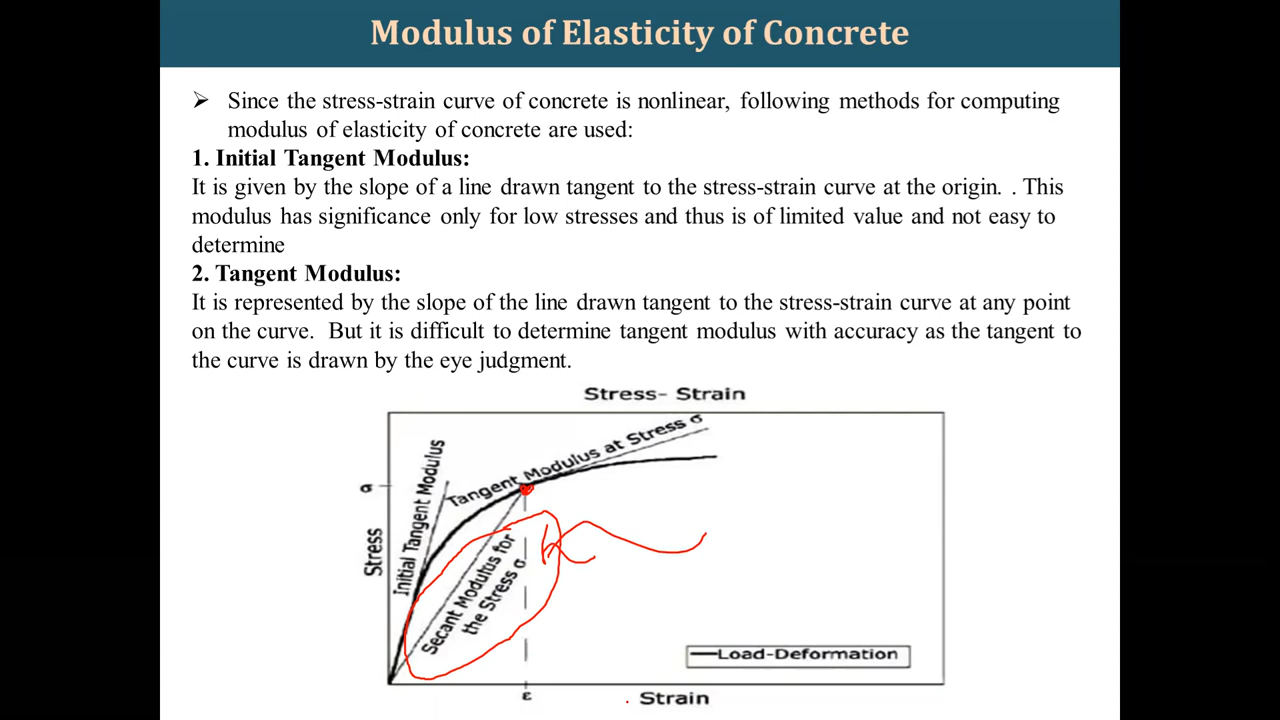 Modulus of Elasticity of Concrete
➢ Since the stress-strain curve of concrete is nonlinear, following methods for computing
modulus of elasticity of concrete are used:
1. Initial Tangent Modulus:
It is given by the slope of a line drawn tangent to the stress-strain curve at the origin. . This
modulus has significance only for low stresses and thus is of limited value and not easy to
determine
2. Tangent Modulus:
It is represented by the slope of the line drawn tangent to the stress-strain curve at any point
on the curve. But it is difficult to determine tangent modulus with accuracy as the tangent to
the curve is drawn by the eye judgment.
Stress- Strain
σ
Stress
Initial Tangent Modulus
Tangent Modulus at Stress σ
Secant Modulus for
the Stress σ
Load-Deformation
ε
Strain